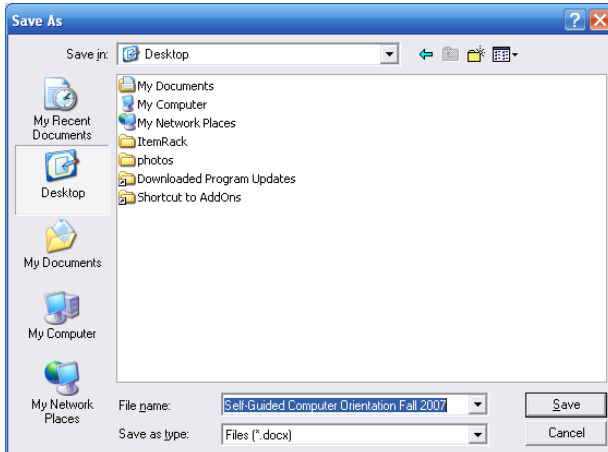 Save As
Save in:
Desktop
My Documents
My Computer
My Network Places
ItemRack
photos
Downloaded Program Updates
Shortcut to AddOns
My Recent
Documents
Desktop
My Documents
My Computer
My Network
Places
File name:
Self-Guided Computer Orientation Fall 2007
Save
Save as type:
Files (*.docx)
Cancel